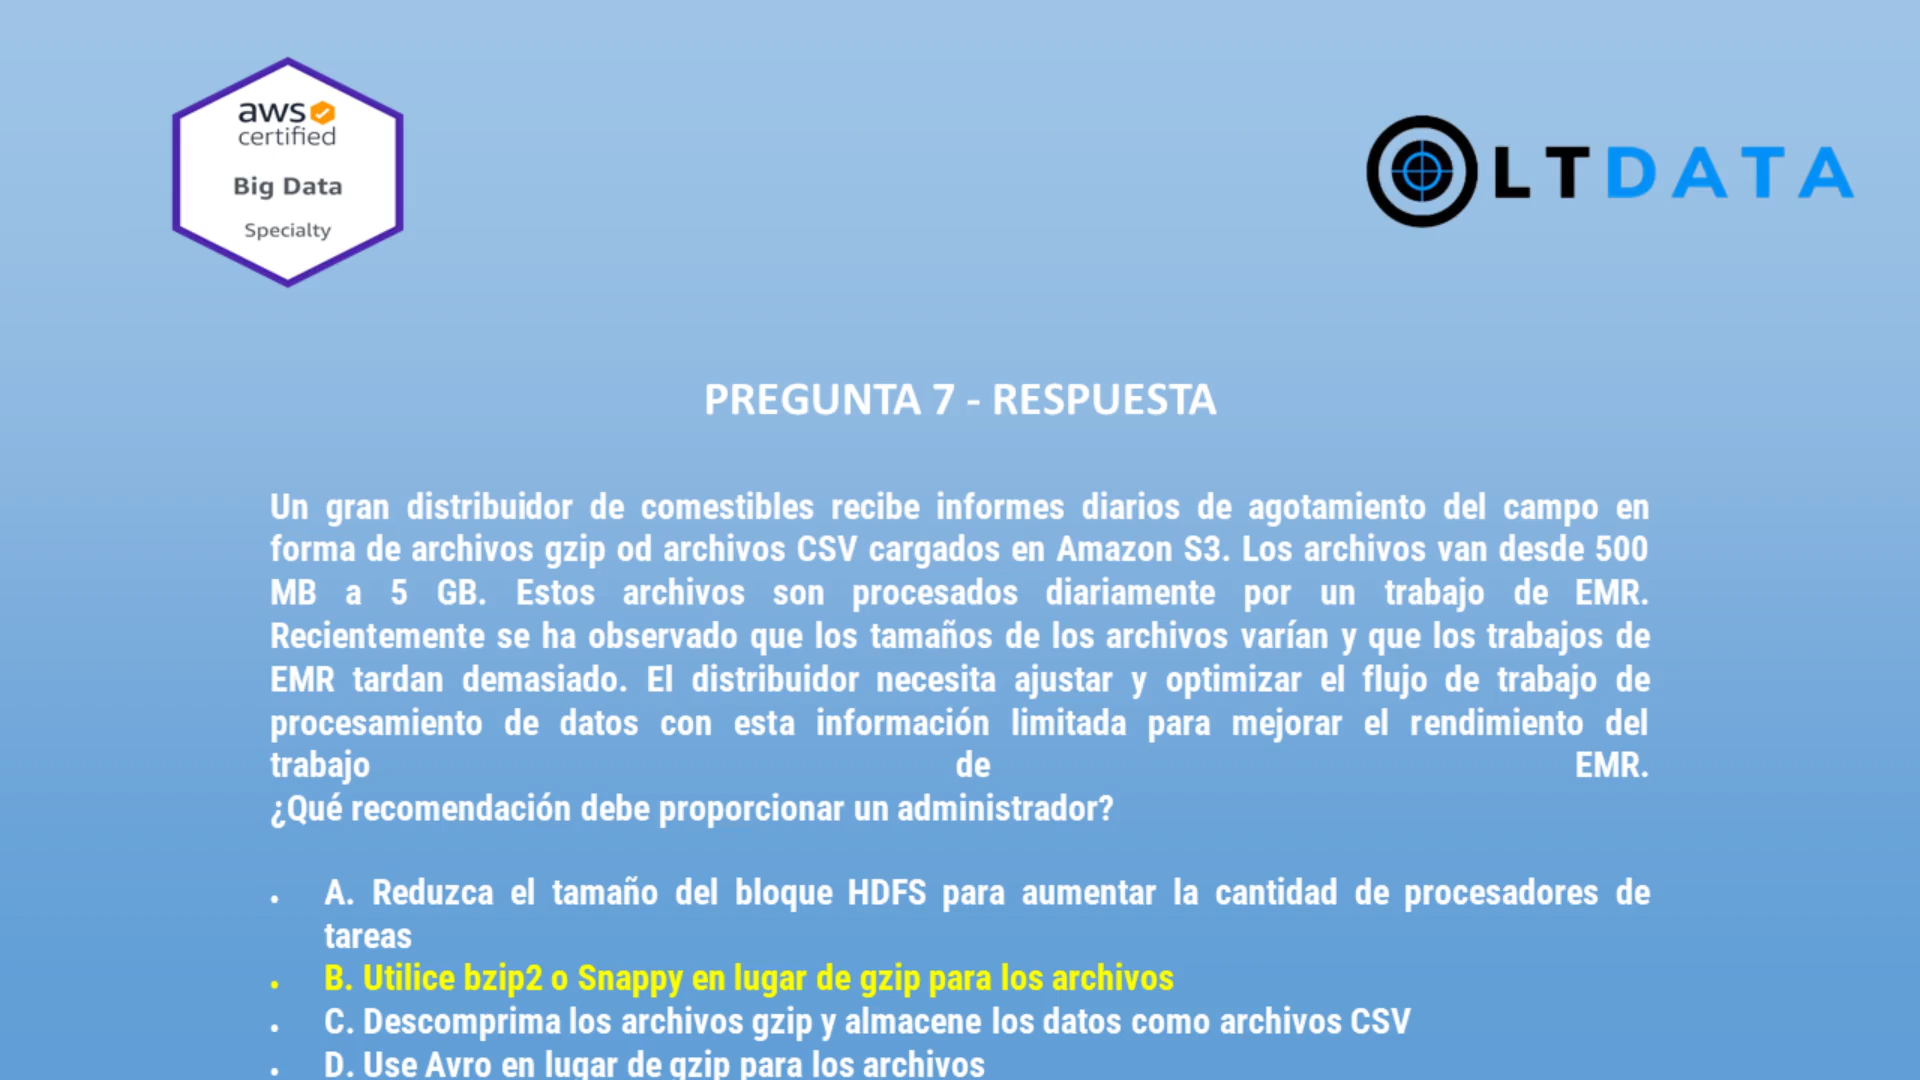 aws
certified
Big Data
Specialty
LTDATA
PREGUNTA 7 - RESPUESTA
Un gran distribuidor de comestibles recibe informes diarios de agotamiento del campo en
forma de archivos gzip od archivos CSV cargados en Amazon S3. Los archivos van desde 500
MB a 5 GB. Estos archivos son procesados diariamente por un trabajo de EMR.
Recientemente se ha observado que los tamaños de los archivos varían y que los trabajos de
EMR tardan demasiado. El distribuidor necesita ajustar y optimizar el flujo de trabajo de
procesamiento de datos con esta información limitada para mejorar el rendimiento del
trabajo de EMR.
¿Qué recomendación debe proporcionar un administrador?
• A. Reduzca el tamaño del bloque HDFS para aumentar la cantidad de procesadores de
tareas
• B. Utilice bzip2 o Snappy en lugar de gzip para los archivos
• C. Descomprima los archivos gzip y almacene los datos como archivos CSV
• D. Use Avro en lugar de gzip para los archivos